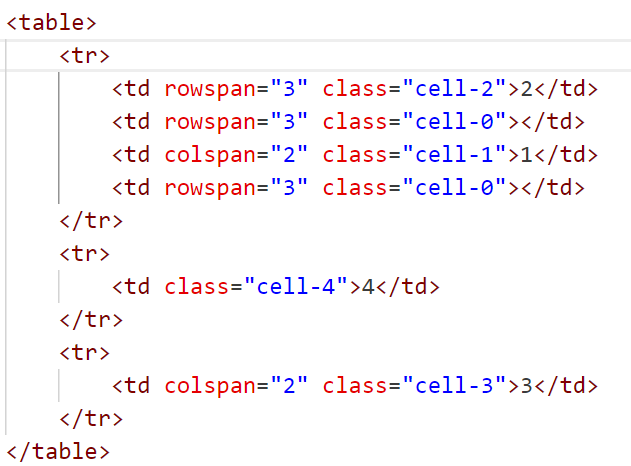 <table>
<tr>
<td rowspan="3" class="cell-2">2</td>
<td rowspan="3" class="cell-0"></td>
<td colspan="2" class="cell-1">1</td>
<td rowspan="3" class="cell-0"></td>
</tr>
<tr>
<td class="cell-4">4</td>
</tr>
<tr>
<td colspan="2" class="cell-3">3</td>
</tr>
</table>